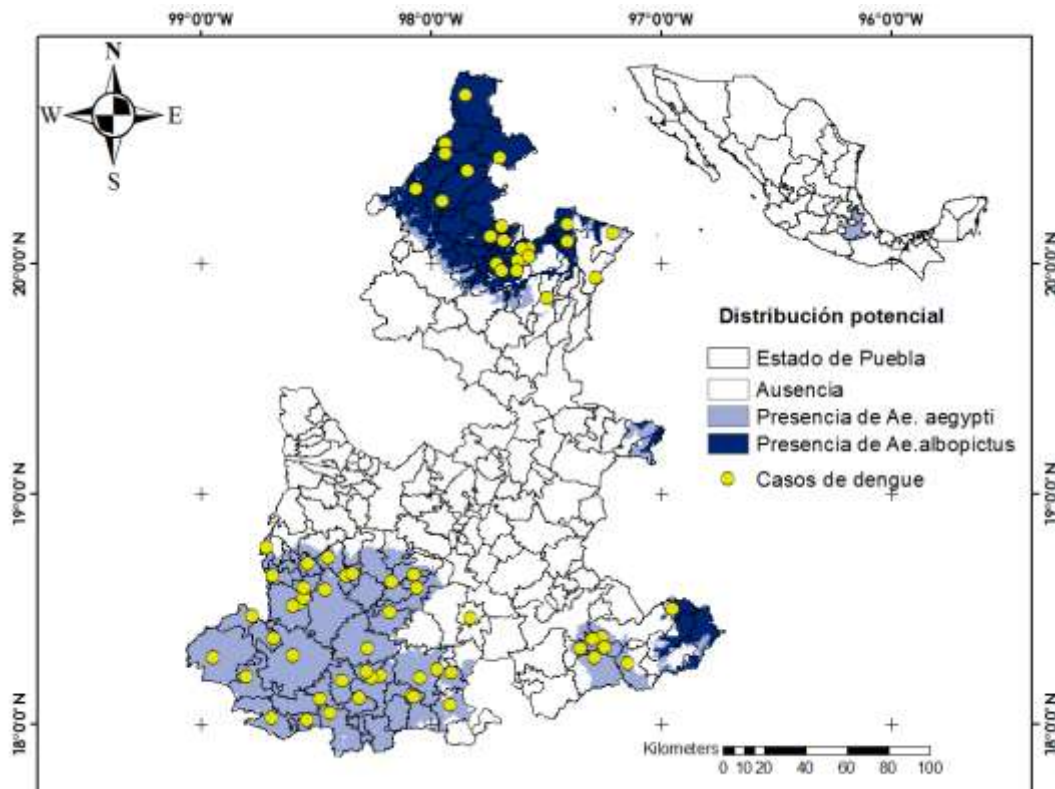 99°0'0"W 98°0'0"W 97°0'0"W 96°0'0"W
N
W E
S
20°0'0"N 20°0'0"N
Distribución potencial
Estado de Puebla
Ausencia
Presencia de Ae. aegypti
Presencia de Ae.albopictus
Casos de dengue
19°0'0"N 19°0'0"N
18°0'0"N 18°0'0"N
Kilometers
0 10 20 40 60 80 100